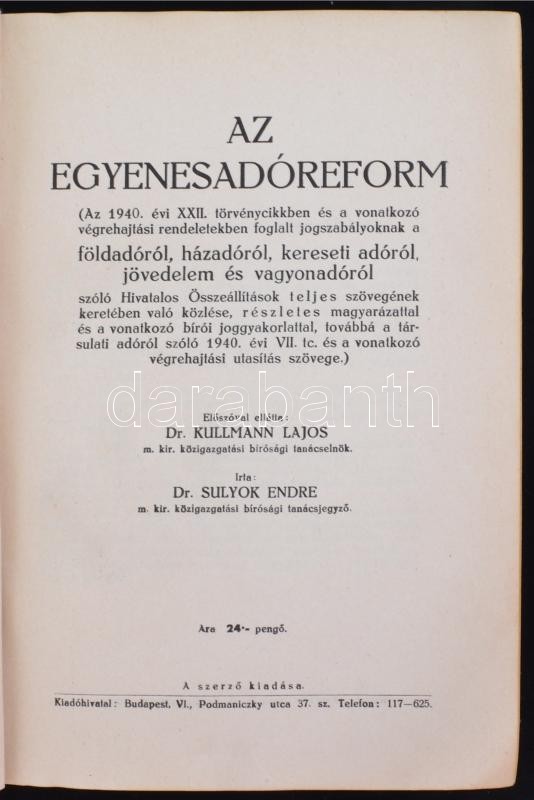 AZ
EGYENESADÓREFORM
(Az 1940. évi XXII. törvénycikkben és a vonatkozó
végrehajtási rendeletekben foglalt jogszabályoknak a
földadóról, házadóról, kereseti adóról,
jövedelem és vagyonadóról
szóló Hivatalos Összeállítások teljes szövegének
keretében való közlése, részletes magyarázattal
és a vonatkozó bírói joggyakorlattal, továbbá a tár-
sulati adóról szóló 1940. évi VII. tc. és a vonatkozó
végrehajtási utasítás szövege.)
darabanth
Előszóval ellátta:
Dr. KULLMANN LAJOS
m. kir. közigazgatási bírósági tanácselnök.
Irta:
Dr. SULYOK ENDRE
m. kir. közigazgatási bírósági tanácsjegyző.
Ara 24·- pengő.
A szerző kiadása.
Kiadóhivatal: Budapest, VI., Podmaniczky utca 37. sz. Telefon: 117—625.